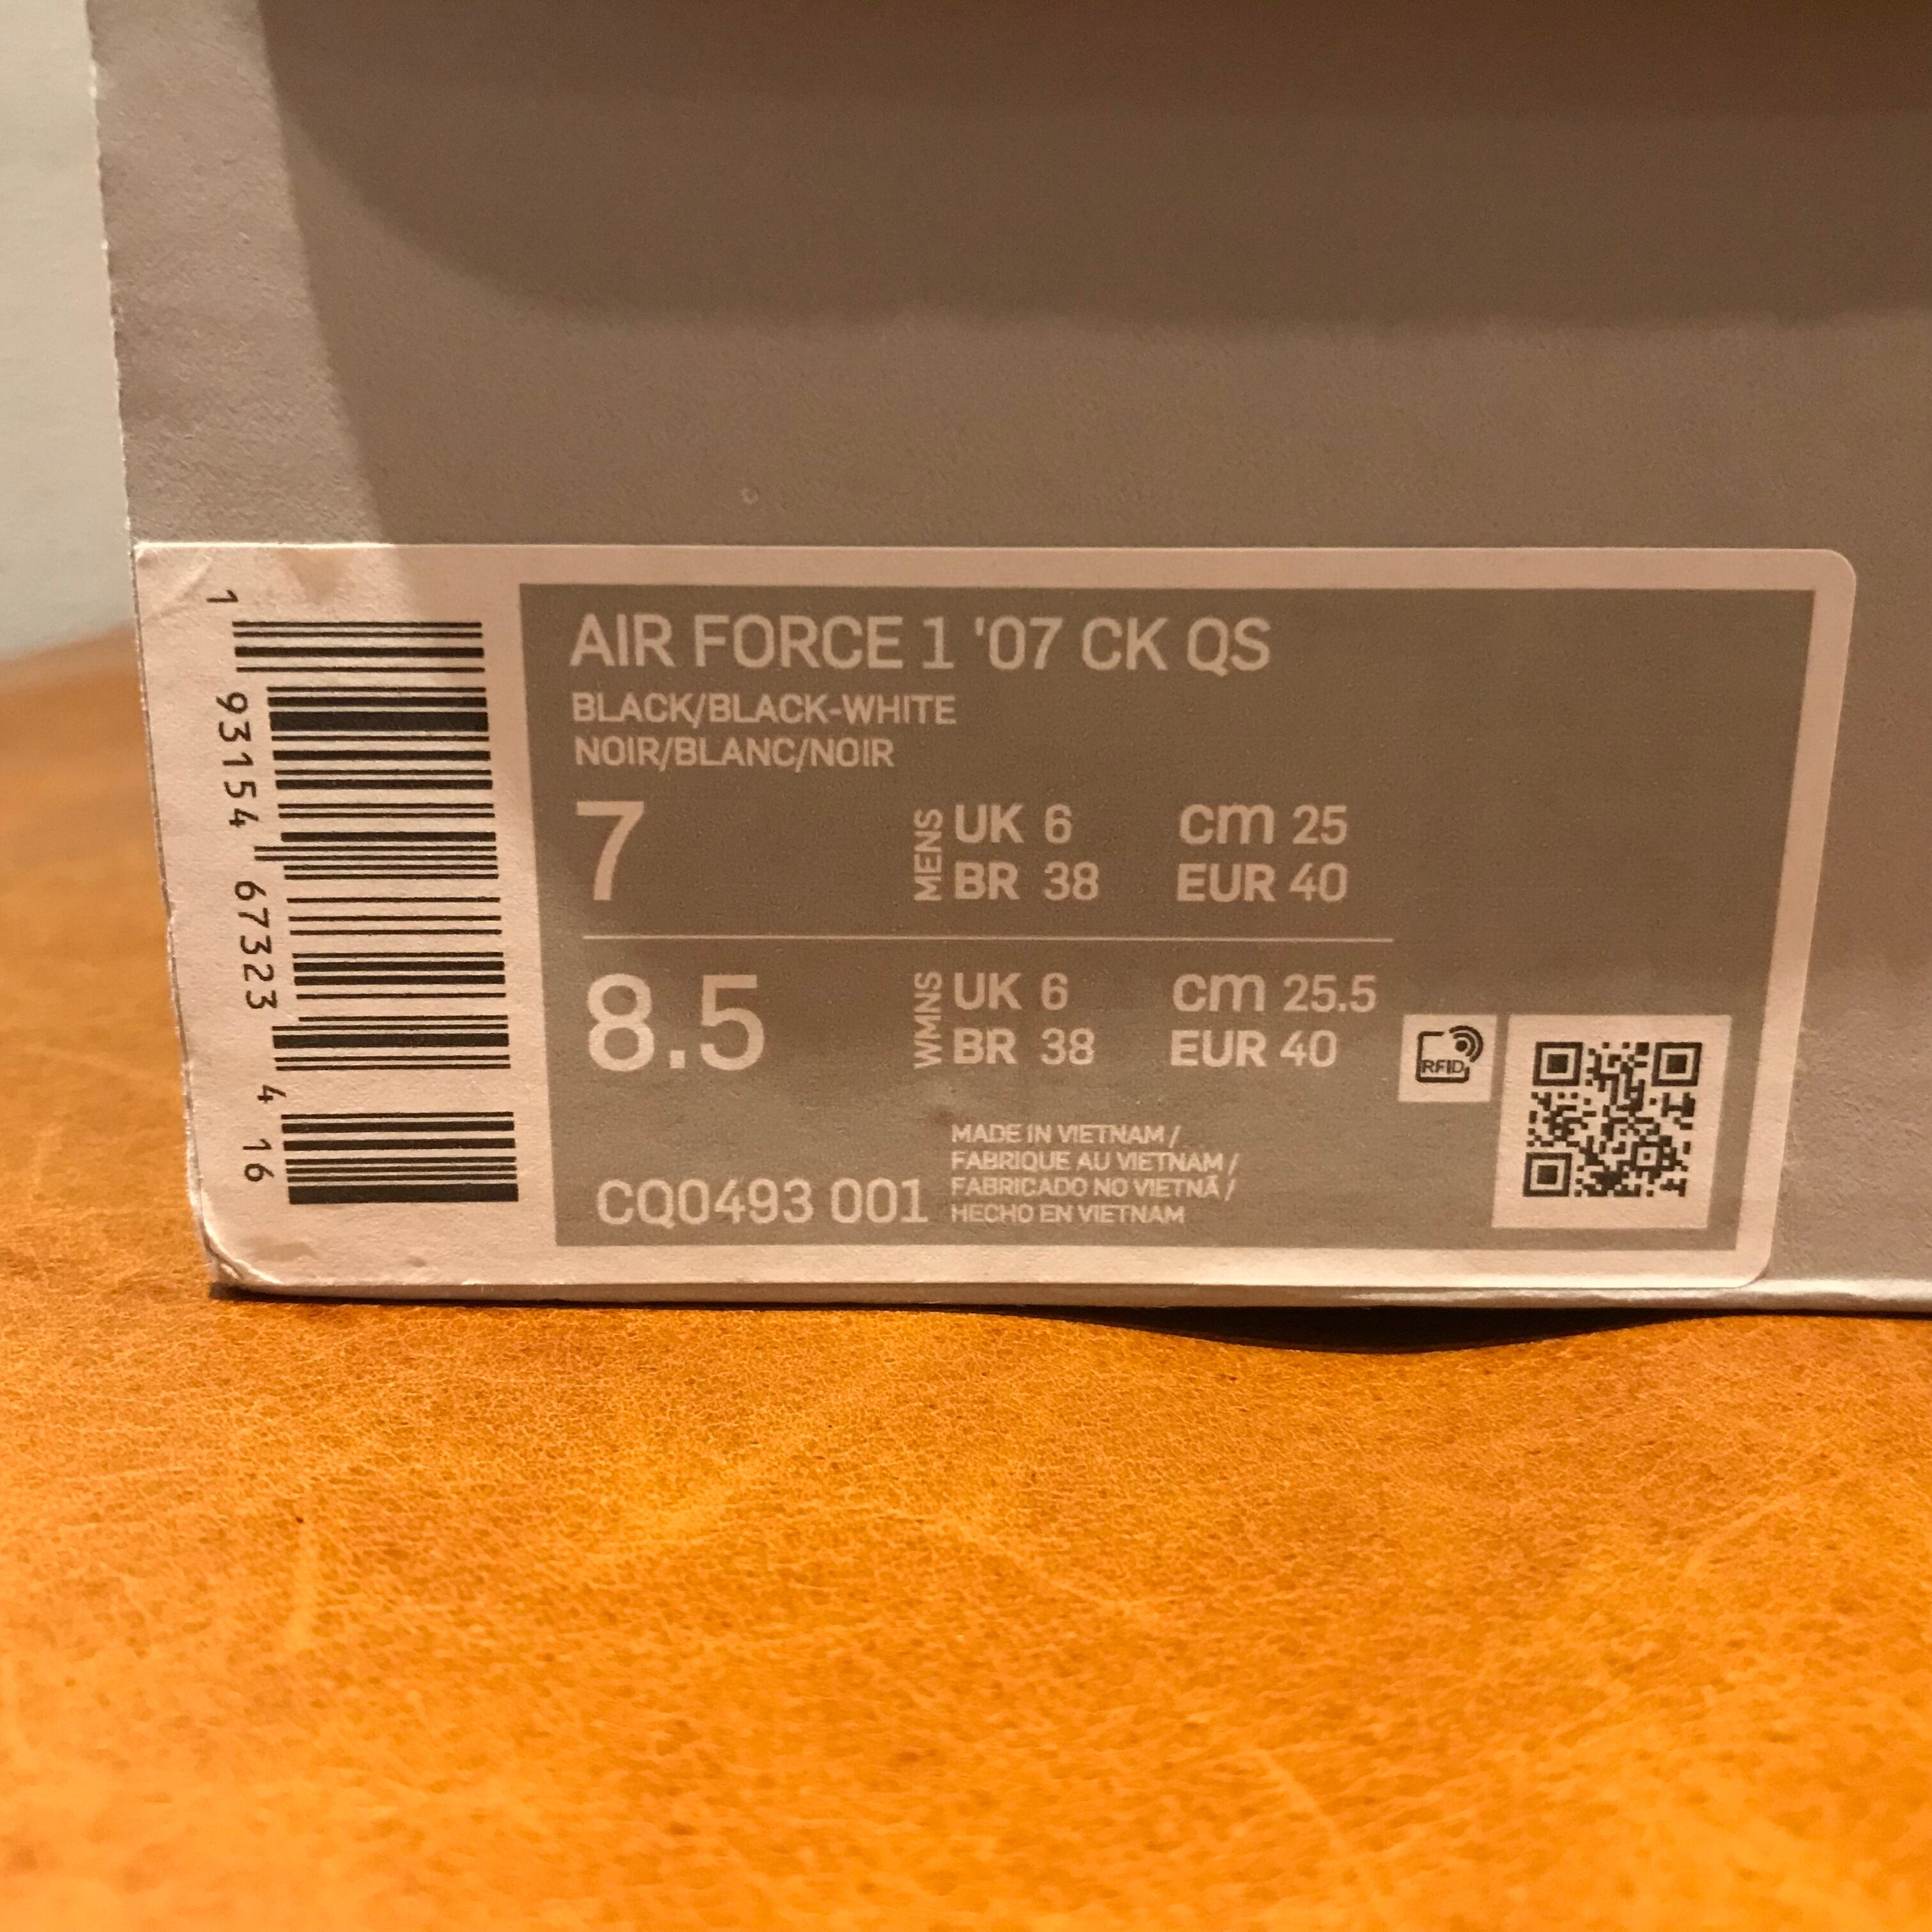 AIR FORCE 1 '07 CK QS
BLACK/BLACK-WHITE
NOIR/BLANC/NOIR
7 MENS UK 6 cm 25
BR 38 EUR 40
8.5 WMNS UK 6 cm 25.5
BR 38 EUR 40
RFID
CQ0493 001
MADE IN VIETNAM /
FABRIQUE AU VIETNAM /
FABRICADO NO VIETNÃ /
HECHO EN VIETNAM
1 93154 67323 4 16